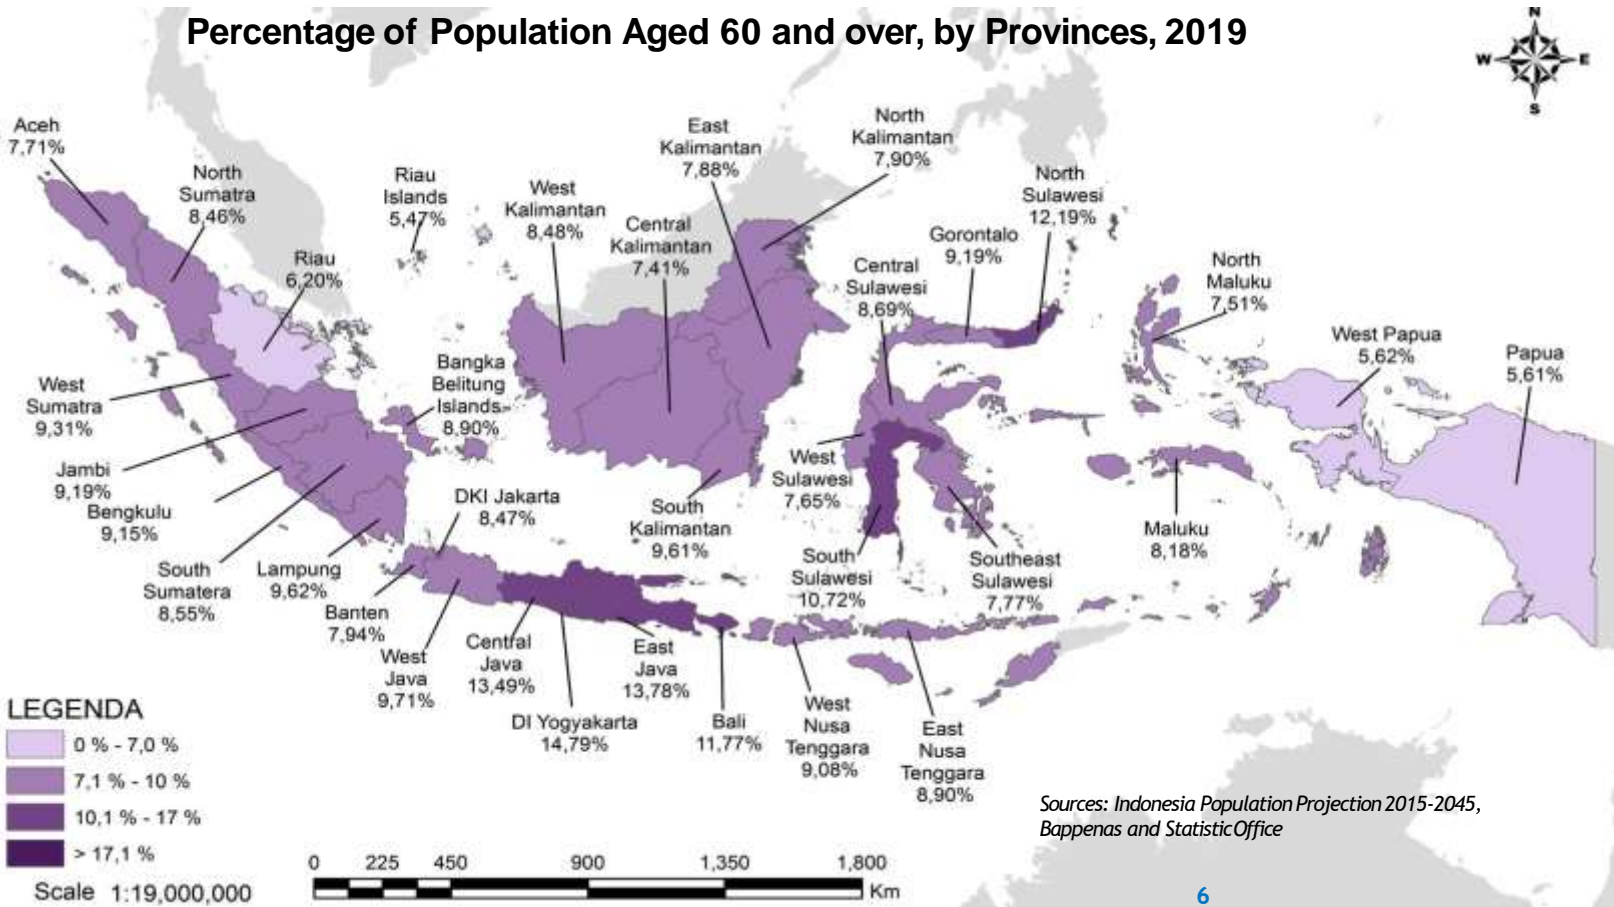 Percentage of Population Aged 60 and over, by Provinces, 2019
N
W
E
S
Aceh
7,71%
North
Sumatra
8,46%
Riau
6,20%
Riau
Islands
5,47%
West
Kalimantan
8,48%
Central
Kalimantan
7,41%
East
Kalimantan
7,88%
North
Kalimantan
7,90%
Central
Sulawesi
8,69%
Gorontalo
9,19%
North
Sulawesi
12,19%
North
Maluku
7,51%
West Papua
5,62%
Papua
5,61%
West
Sumatra
9,31%
Jambi
9,19%
Bengkulu
9,15%
South
Sumatera
8,55%
Lampung
9,62%
Bangka
Belitung
Islands
8,90%
DKI Jakarta
8,47%
Banten
7,94%
West
Java
9,71%
Central
Java
13,49%
DI Yogyakarta
14,79%
East
Java
13,78%
Bali
11,77%
South
Kalimantan
9,61%
West
Sulawesi
7,65%
South
Sulawesi
10,72%
Southeast
Sulawesi
7,77%
Maluku
8,18%
West
Nusa
Tenggara
9,08%
East
Nusa
Tenggara
8,90%
LEGENDA
0 % - 7,0 %
7,1 % - 10 %
10,1 % - 17 %
> 17,1 %
Scale 1:19,000,000
0 225 450 900 1,350 1,800
Km
Sources: Indonesia Population Projection 2015-2045,
Bappenas and Statistic Office
6